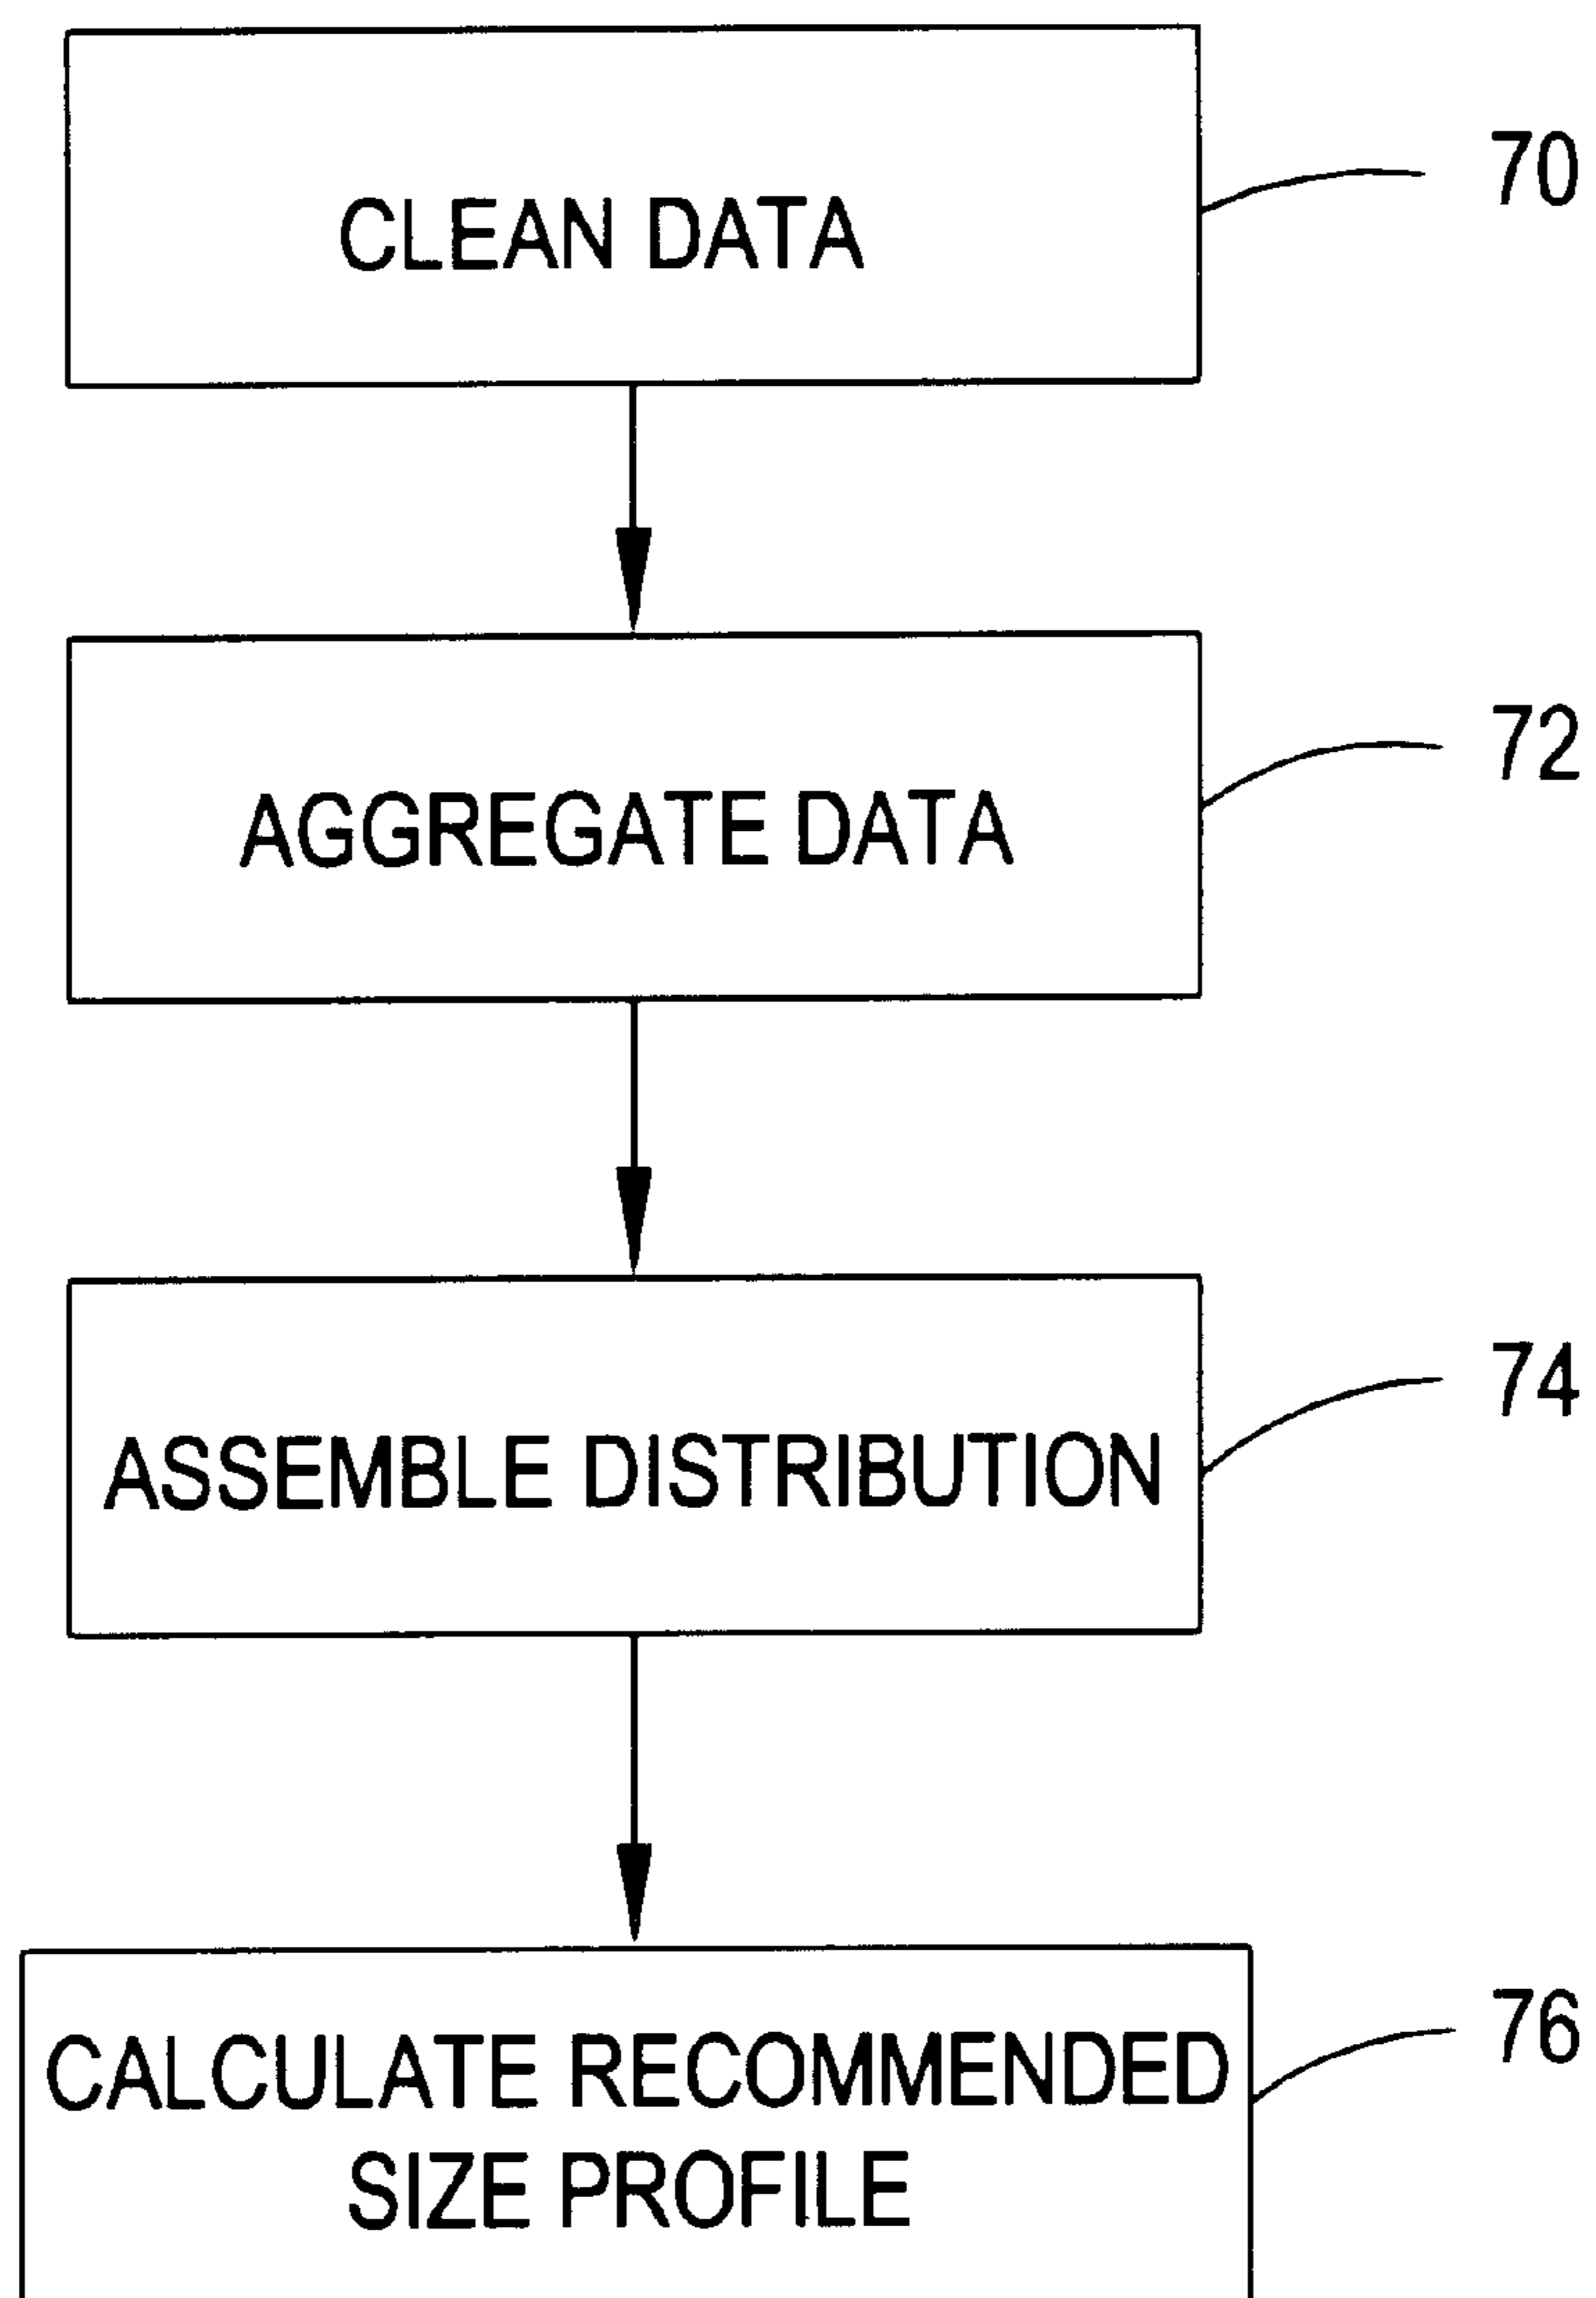 CLEAN DATA
70
AGGREGATE DATA
72
ASSEMBLE DISTRIBUTION
74
CALCULATE RECOMMENDED
SIZE PROFILE
76